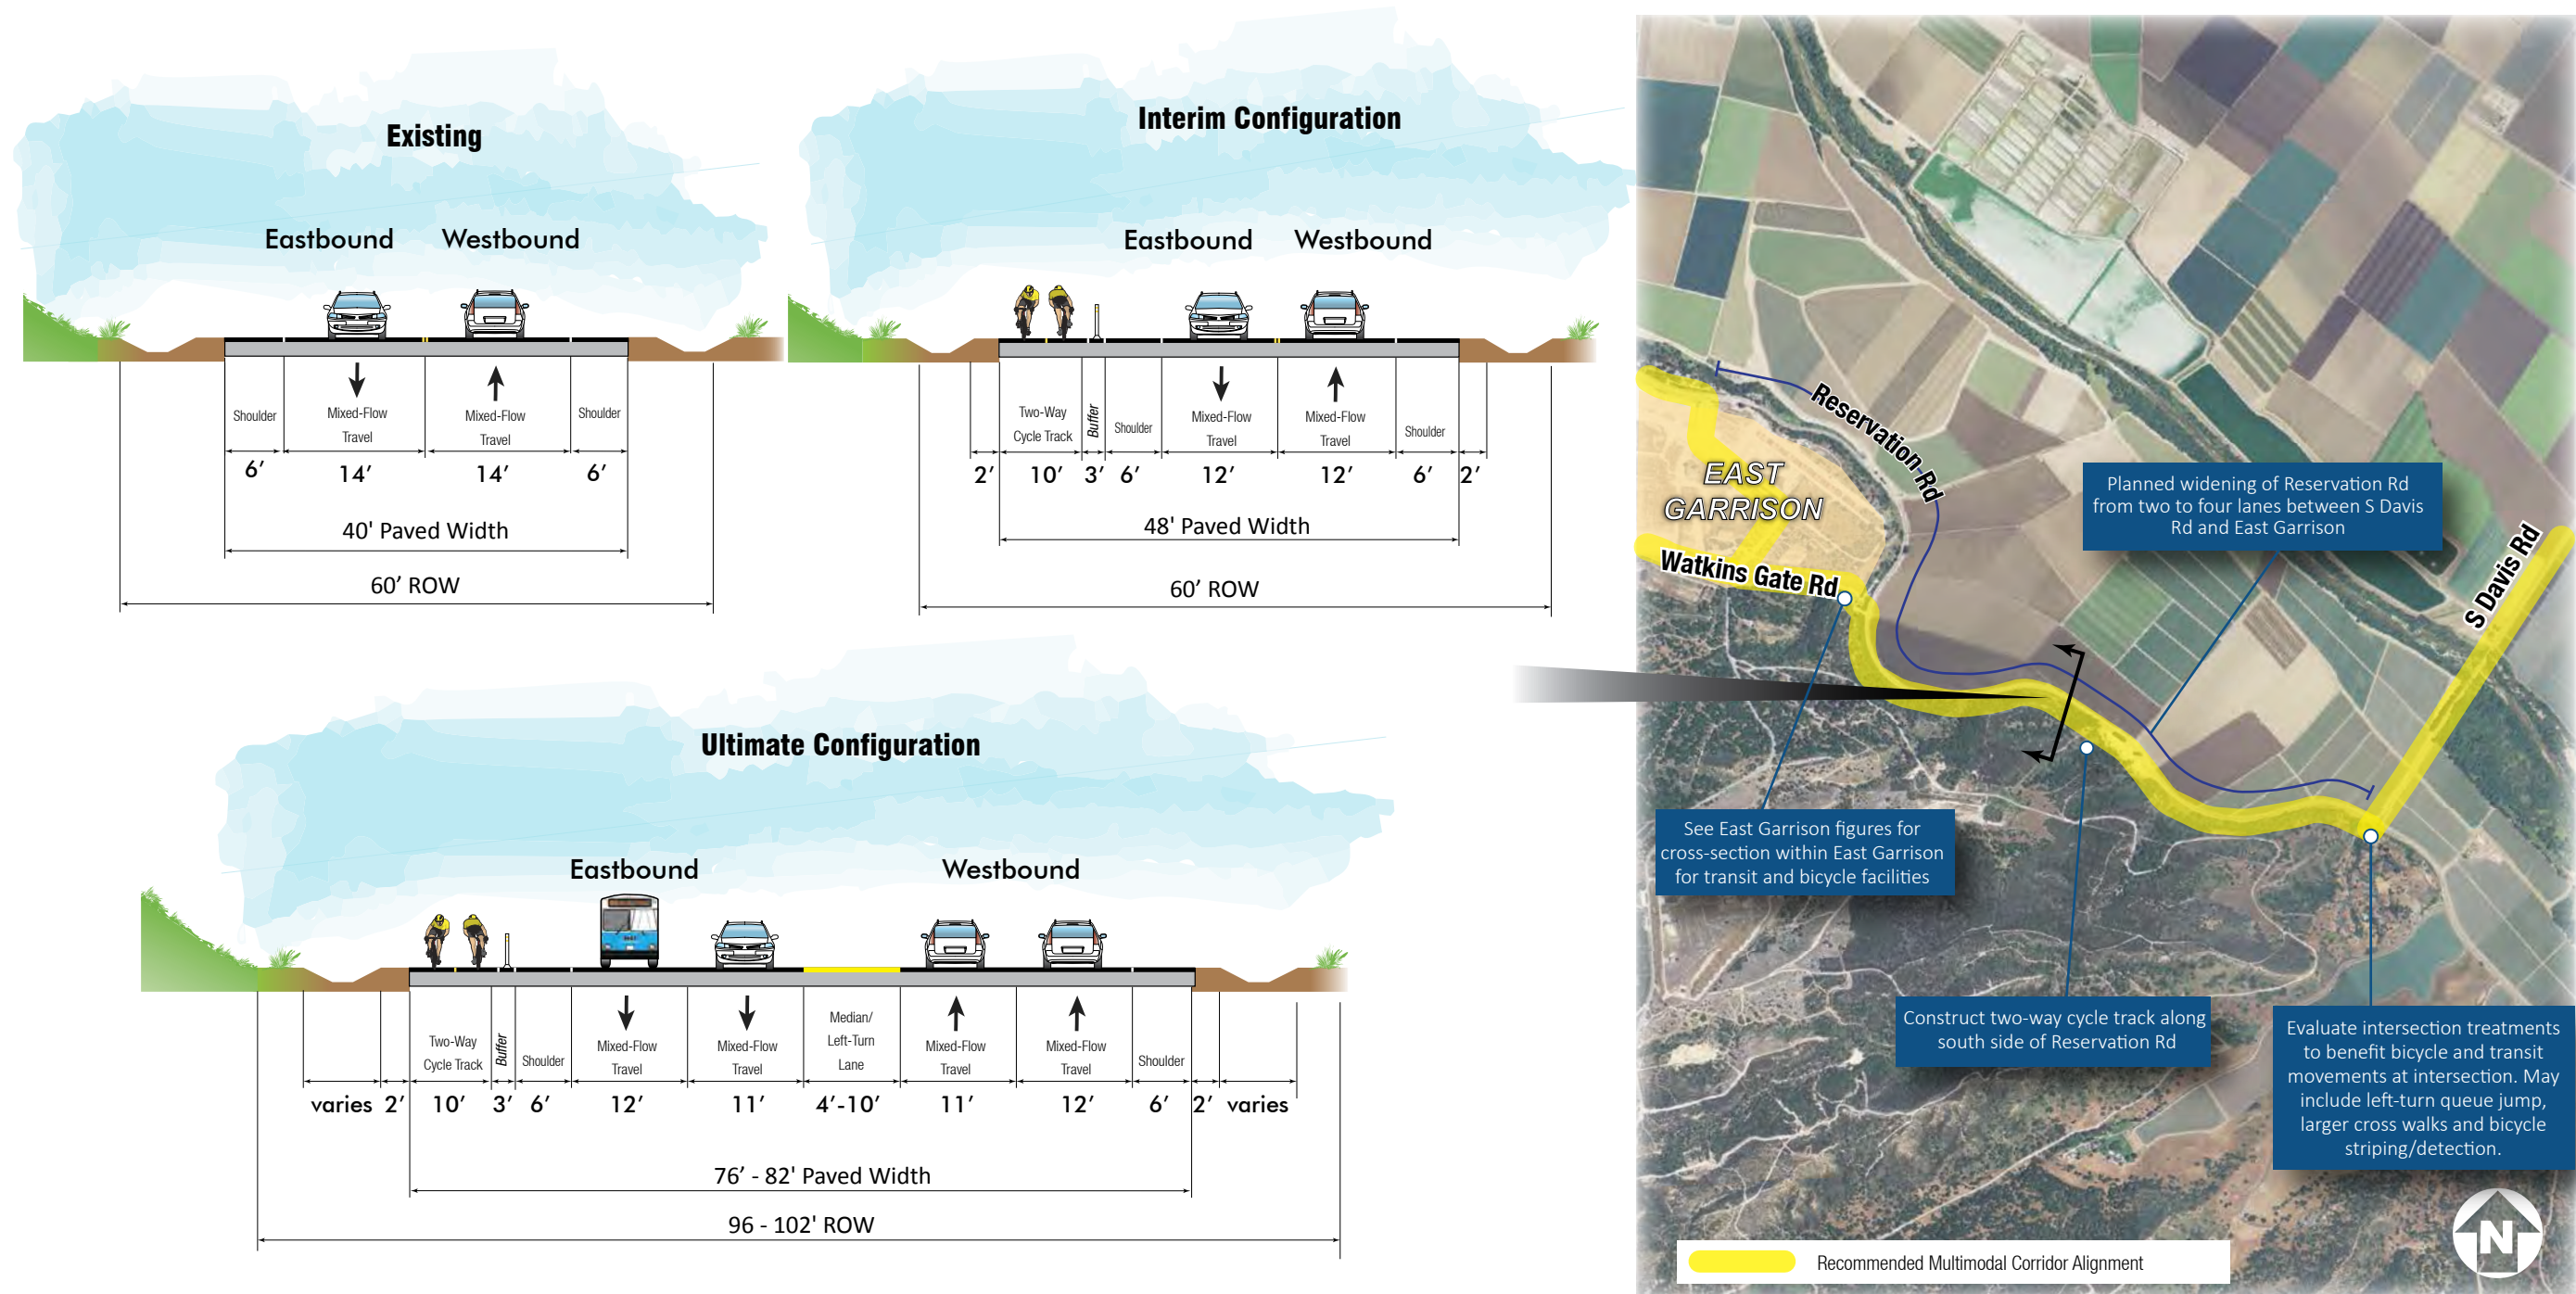 Existing
Eastbound Westbound
Shoulder
Mixed-Flow
Travel
Mixed-Flow
Travel
Shoulder
6’ 14’ 14’ 6’
40' Paved Width
60’ ROW
Interim Configuration
Eastbound Westbound
Two-Way
Cycle Track
Buffer
Shoulder
Mixed-Flow
Travel
Mixed-Flow
Travel
Shoulder
2’ 10’ 3’ 6’ 12’ 12’ 6’ 2’
48' Paved Width
60’ ROW
Ultimate Configuration
Eastbound Westbound
Two-Way
Cycle Track
Buffer
Shoulder
Mixed-Flow
Travel
Mixed-Flow
Travel
Median/
Left-Turn
Lane
Mixed-Flow
Travel
Mixed-Flow
Travel
Shoulder
varies 2’ 10’ 3’ 6’ 12’ 11’ 4’-10’ 11’ 12’ 6’ 2’ varies
76’ - 82' Paved Width
96 - 102' ROW
Reservation Rd
EAST
GARRISON
Watkins Gate Rd
S Davis Rd
Planned widening of Reservation Rd
from two to four lanes between S Davis
Rd and East Garrison
See East Garrison figures for
cross-section within East Garrison
for transit and bicycle facilities
Construct two-way cycle track along
south side of Reservation Rd
Evaluate intersection treatments
to benefit bicycle and transit
movements at intersection. May
include left-turn queue jump,
larger cross walks and bicycle
striping/detection.
N
Recommended Multimodal Corridor Alignment